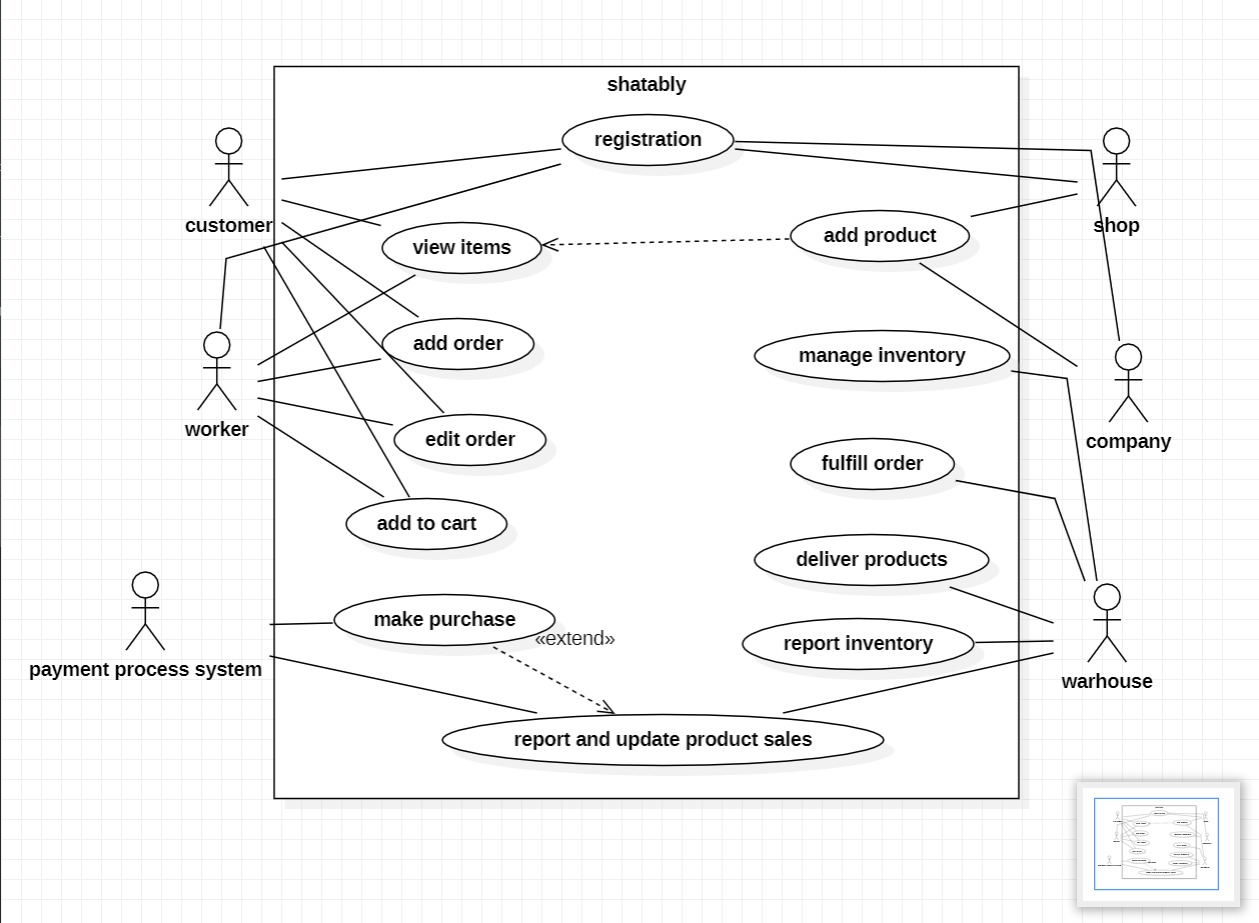 shatably
registration
customer
shop
view items
add product
add order
manage inventory
worker
edit order
company
fulfill order
add to cart
deliver products
make purchase
«extend»
report inventory
payment process system
warhouse
report and update product sales